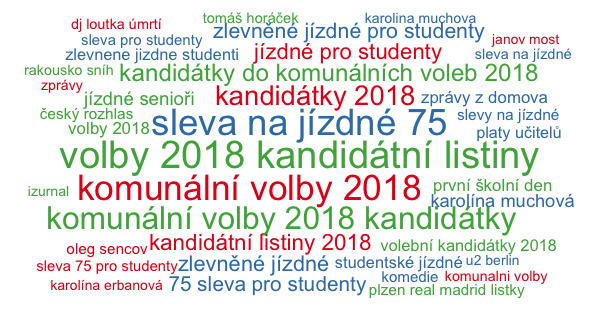 dj loutka úmrtí
tomáš horáček
karolina muchova
sleva pro studenty
zlevněné jízdné pro studenty
janov most
zlevnene jizdne studenti
jízdné pro studenty
sleva na jízdné
rakousko sníh
kandidátky do komunálních voleb 2018
zprávy
jízdné senioři
kandidátky 2018
zprávy z domova
český rozhlas
volby 2018
sleva na jízdné 75
slevy na jízdné
platy učitelů
volby 2018 kandidátní listiny
izurnal
komunální volby 2018
první školní den
karolína muchová
komunální volby 2018 kandidátky
oleg sencov
kandidátní listiny 2018
volební kandidátky 2018
sleva 75 pro studenty
zlevněné jízdné
studentské jízdné
u2 berlin
karolína erbanová
75 sleva pro studenty
komedie
komunalni volby
plzen real madrid listky